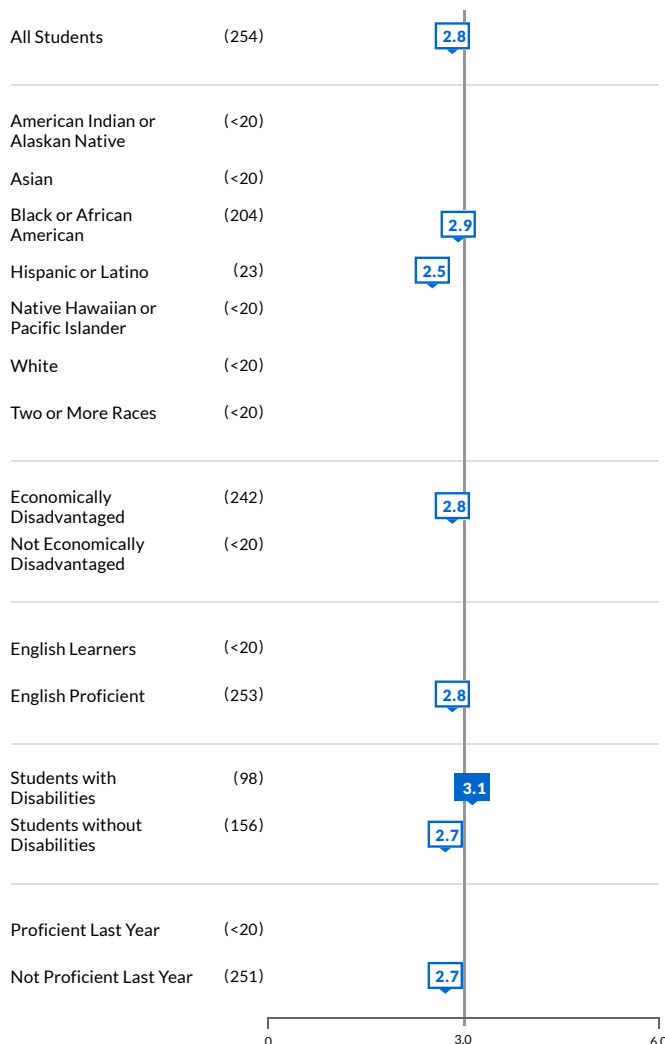 All Students (254) 2.8
American Indian or (<20)
Alaskan Native
Asian (<20)
Black or African (204) 2.9
American
Hispanic or Latino (23) 2.5
Native Hawaiian or (<20)
Pacific Islander
White (<20)
Two or More Races (<20)
Economically (242) 2.8
Disadvantaged
Not Economically (<20)
Disadvantaged
English Learners (<20)
English Proficient (253) 2.8
Students with (98) 3.1
Disabilities
Students without (156) 2.7
Disabilities
Proficient Last Year (<20)
Not Proficient Last Year (251) 2.7
0 3.0 6.0